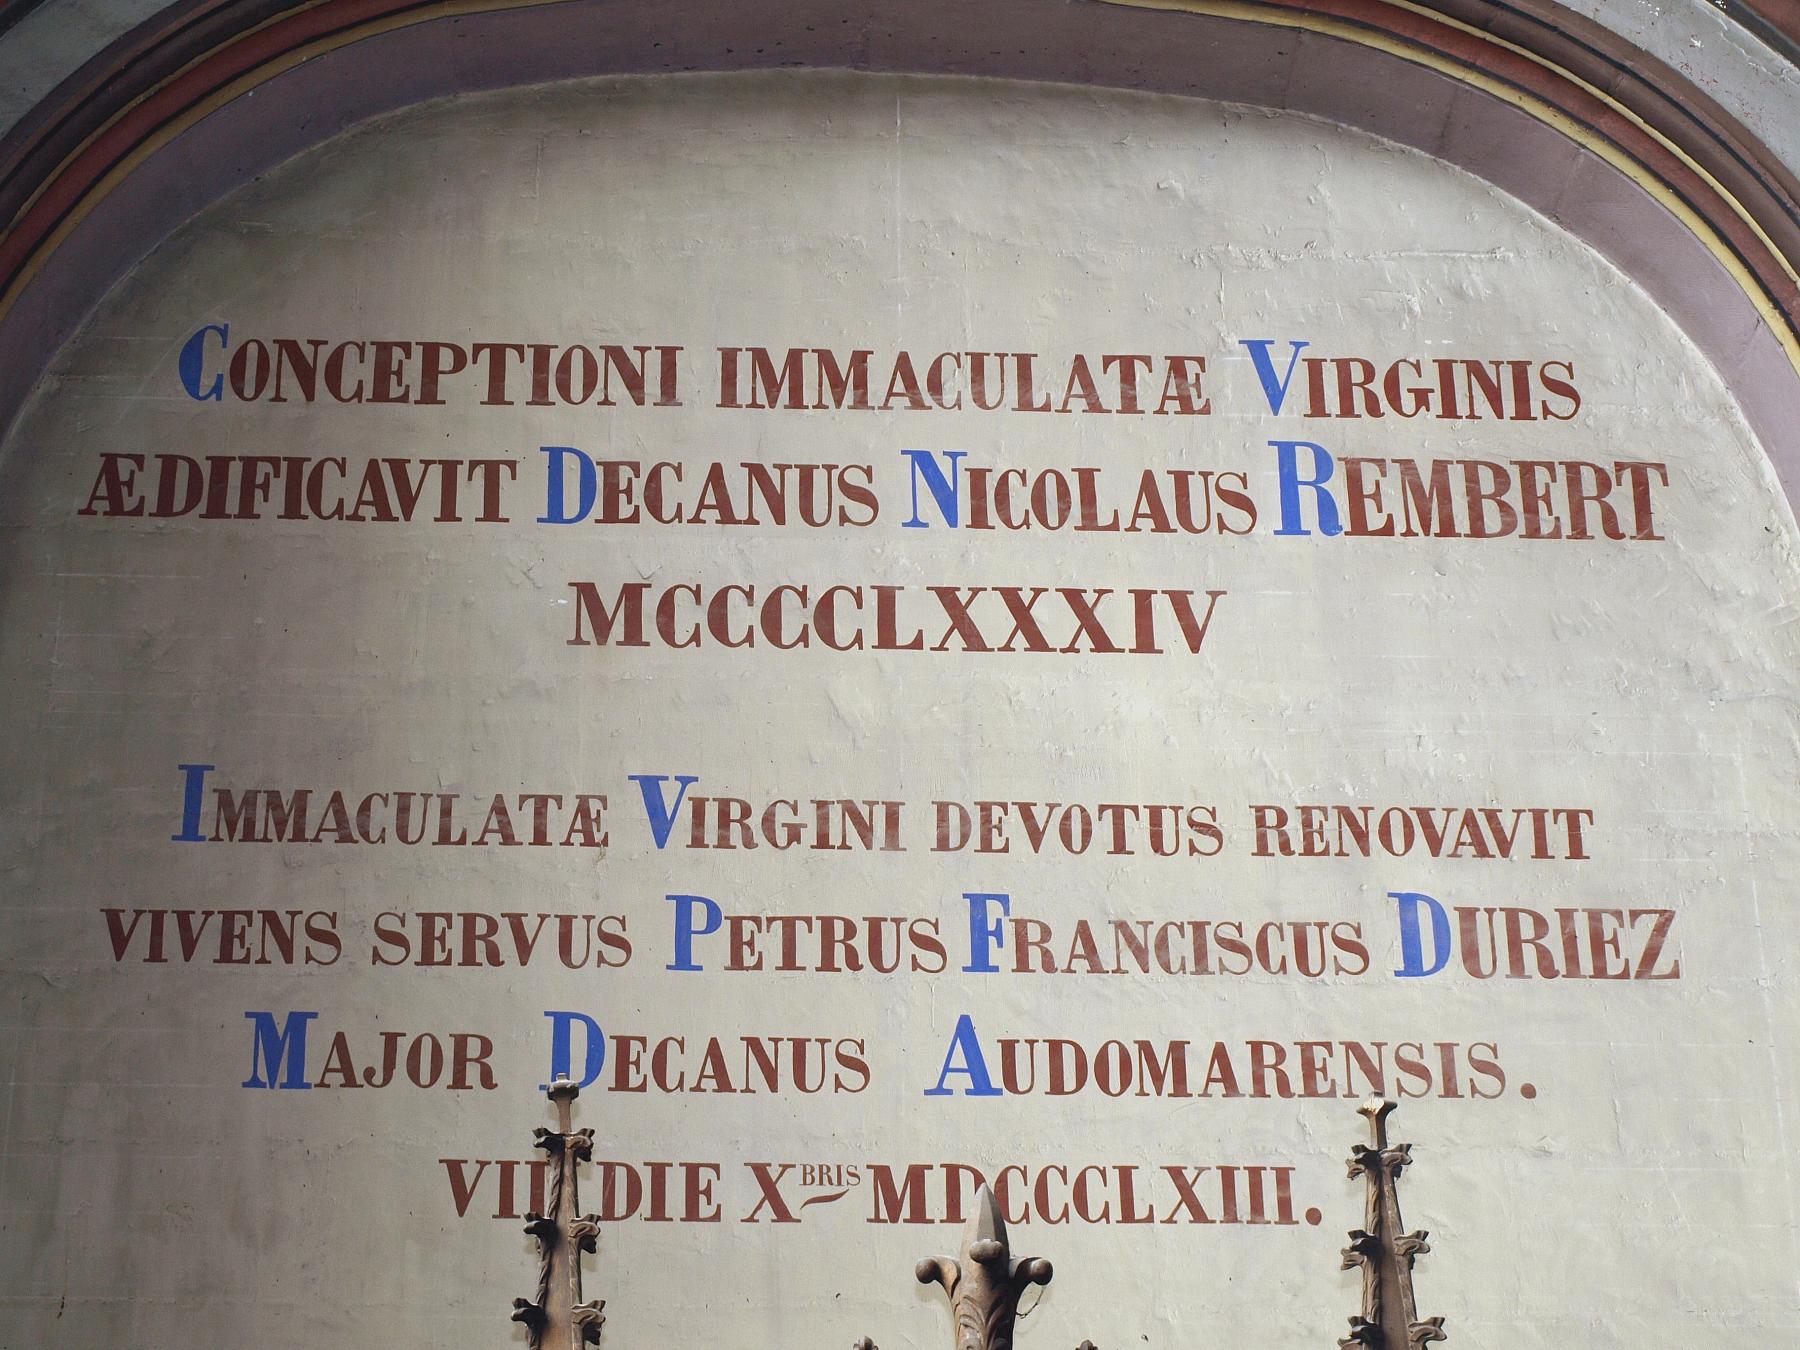 CONCEPTIONI IMMACULATÆ VIRGINIS
ÆDIFICAVIT DECANUS NICOLAUS REMBERT
MCCCCLXXXIV
IMMACULATÆ VIRGINI DEVOTUS RENOVAVIT
VIVENS SERVUS PETRUS FRANCISCUS DURIEZ
MAJOR DECANUS AUDOMARENSIS.
VII DIE XBRIS MDCCCLXIII.